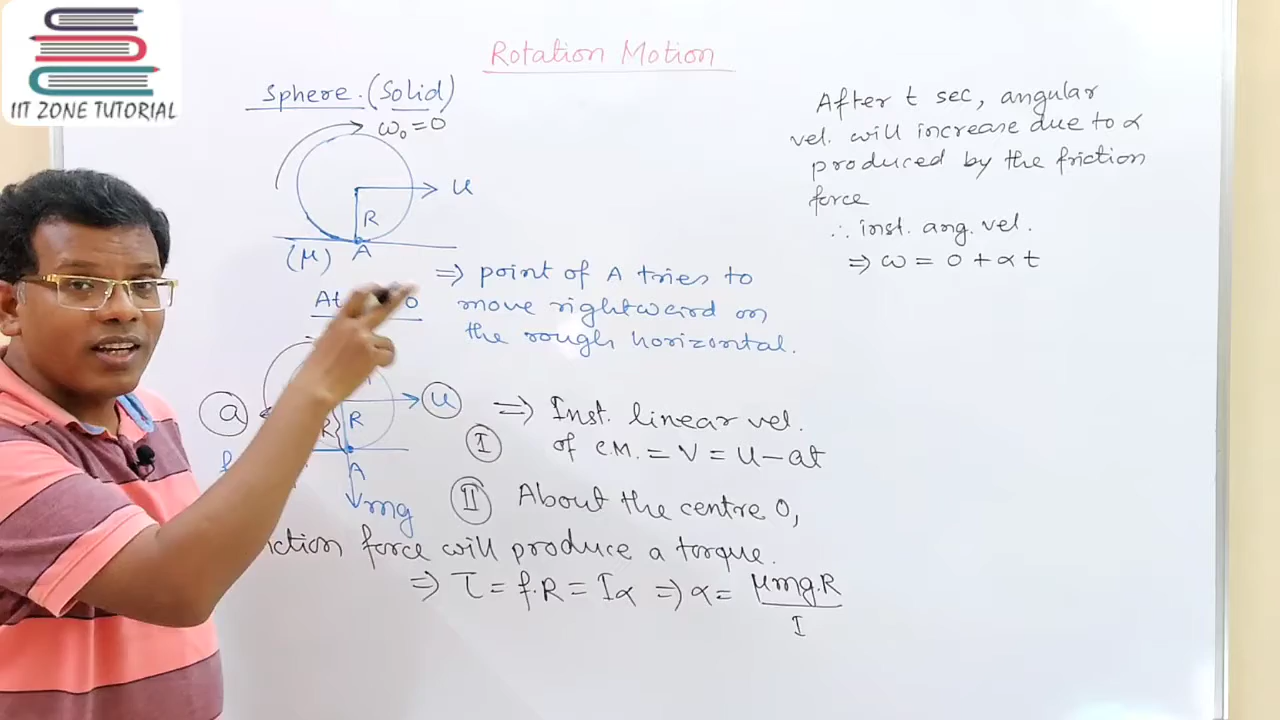 IIT ZONE TUTORIAL
Rotation Motion
Sphere. (Solid)
ω₀ = 0
u
R
A
(μ)
⇒ point of A tries to
move rightward on
the rough horizontal.
At
0
a
u
R
R
A
mg
f
⇒ Inst. linear vel.
I
of C.M. = V = u - at
II About the centre O,
force will produce a torque.
⇒ τ = f.R = Iα ⇒ α = μmg.R
I
After t sec, angular
vel. will increase due to α
produced by the friction
force
∴ inst. ang. vel.
⇒ ω = 0 + αt